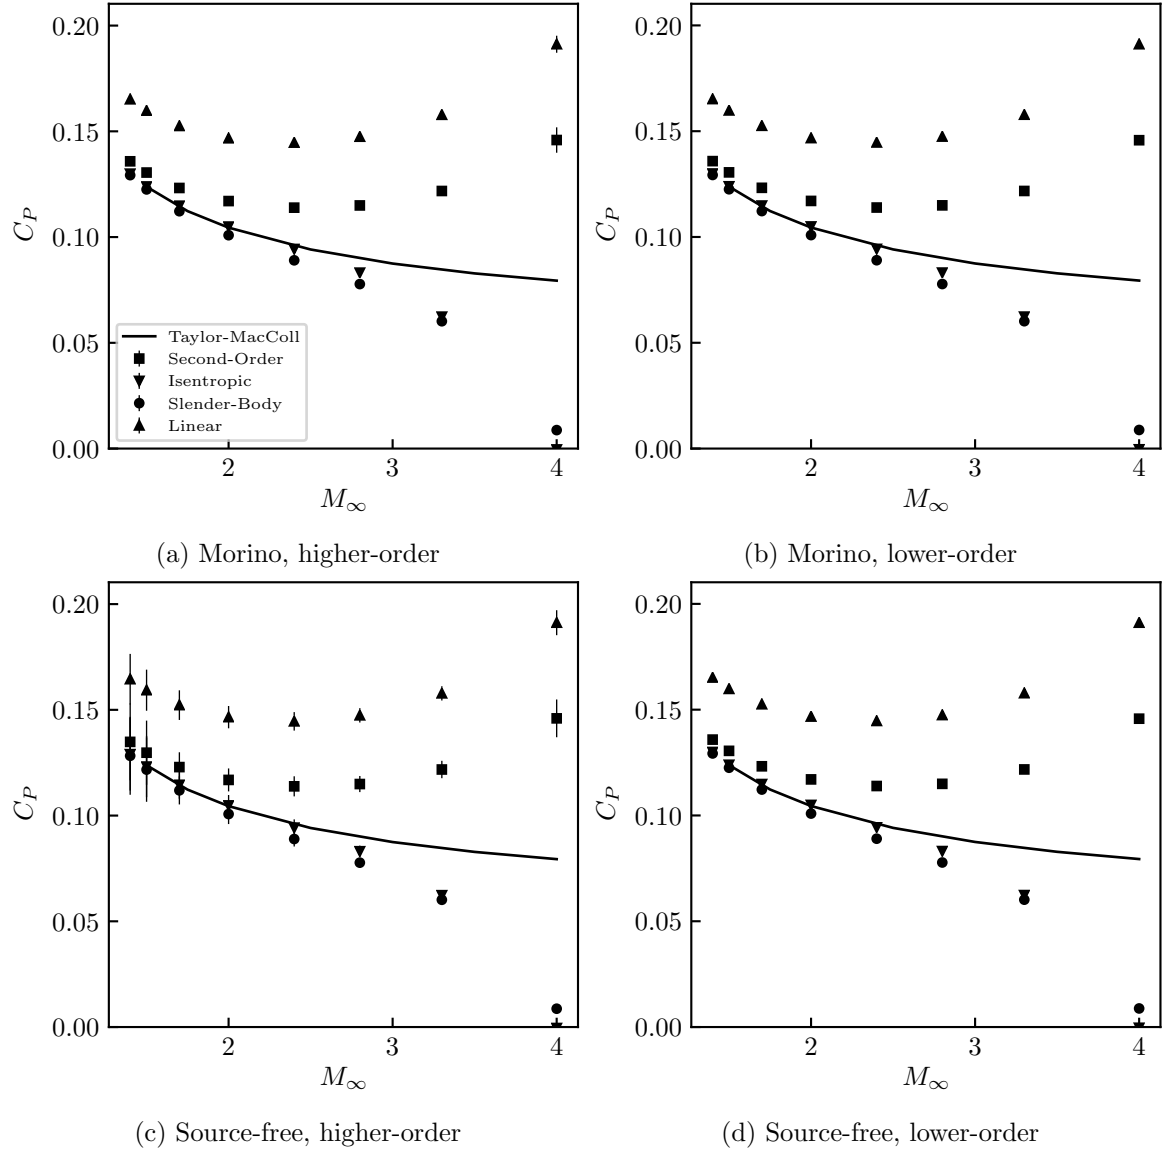 0.20
0.15
0.10
0.05
0.00
C_P
Taylor-MacColl
Second-Order
Isentropic
Slender-Body
Linear
2 3 4
M_∞
(a) Morino, higher-order
0.20
0.15
0.10
0.05
0.00
C_P
2 3 4
M_∞
(b) Morino, lower-order
0.20
0.15
0.10
0.05
0.00
C_P
2 3 4
M_∞
(c) Source-free, higher-order
0.20
0.15
0.10
0.05
0.00
C_P
2 3 4
M_∞
(d) Source-free, lower-order